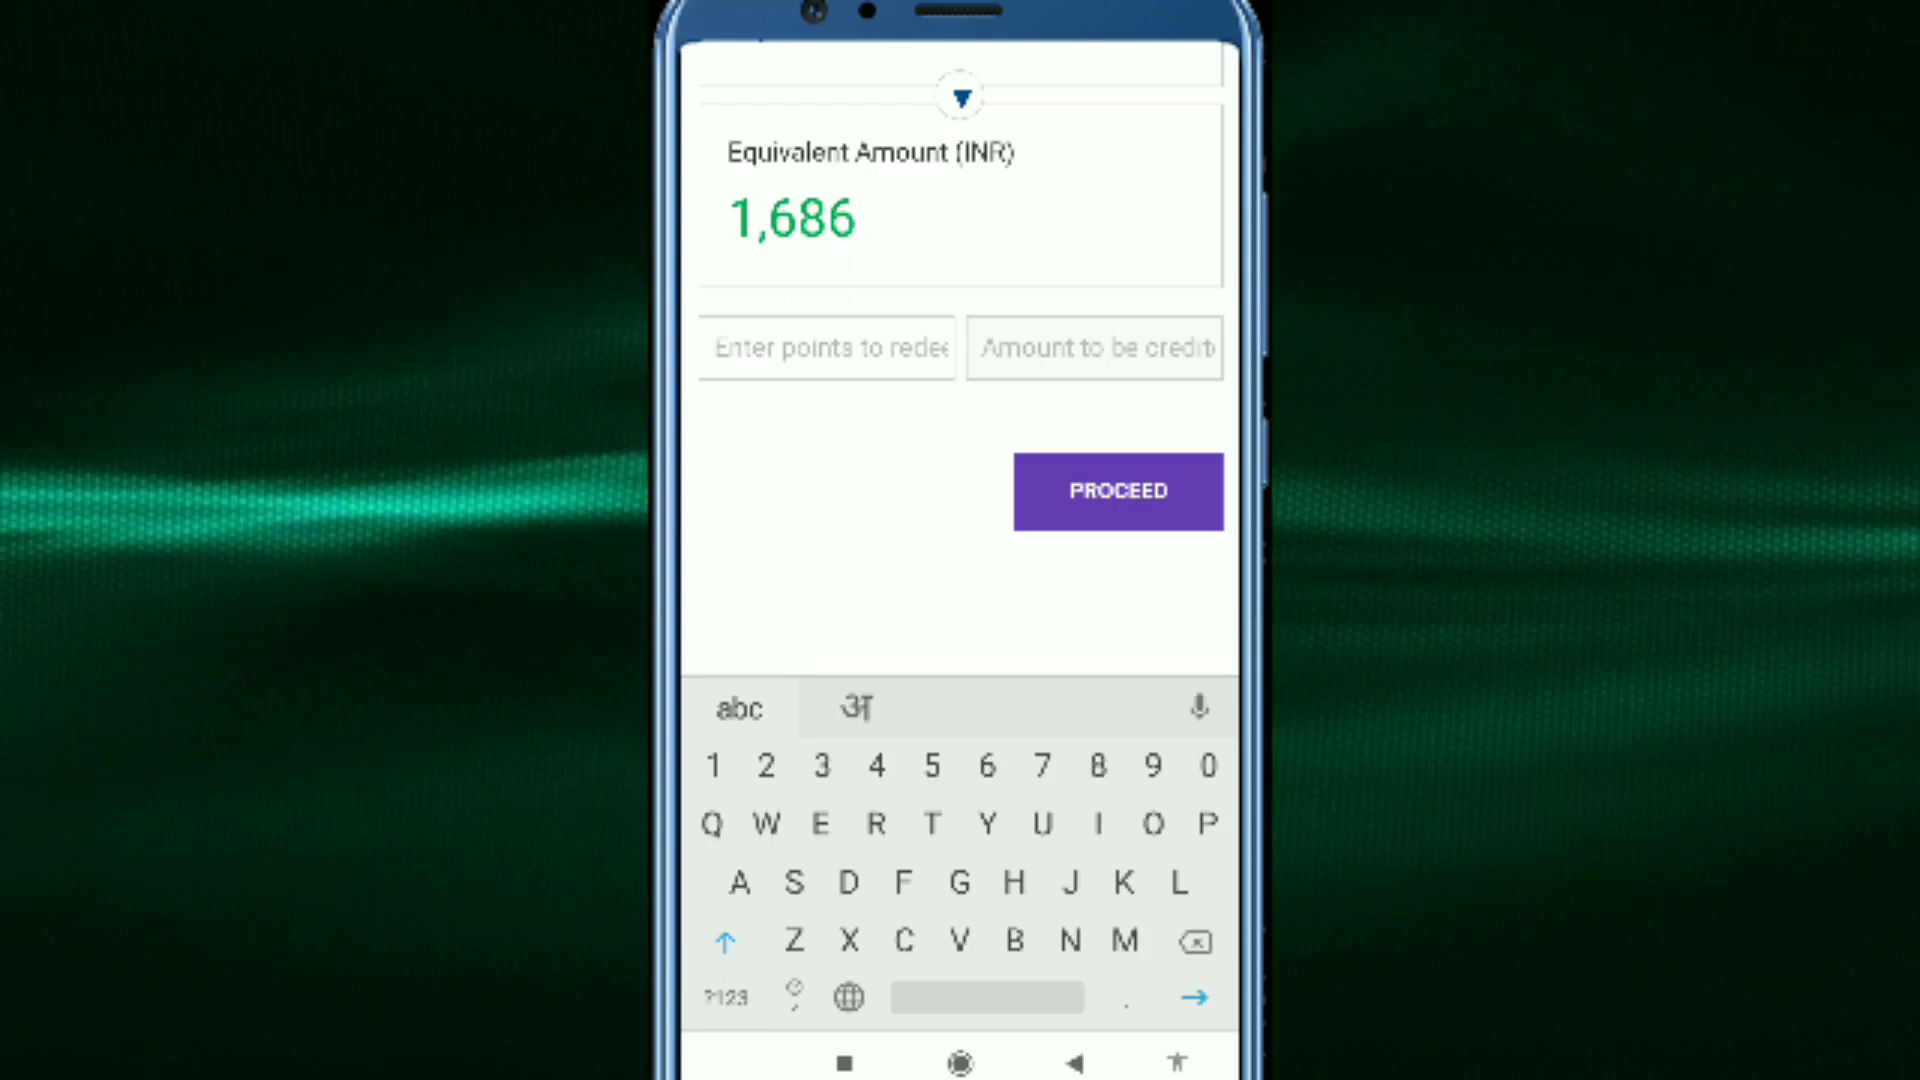 Equivalent Amount (INR)
1,686
Enter points to redee
Amount to be credit
PROCEED
abc अ
1 2 3 4 5 6 7 8 9 0
Q W E R T Y U I O P
A S D F G H J K L
Z X C V B N M
?123 , .